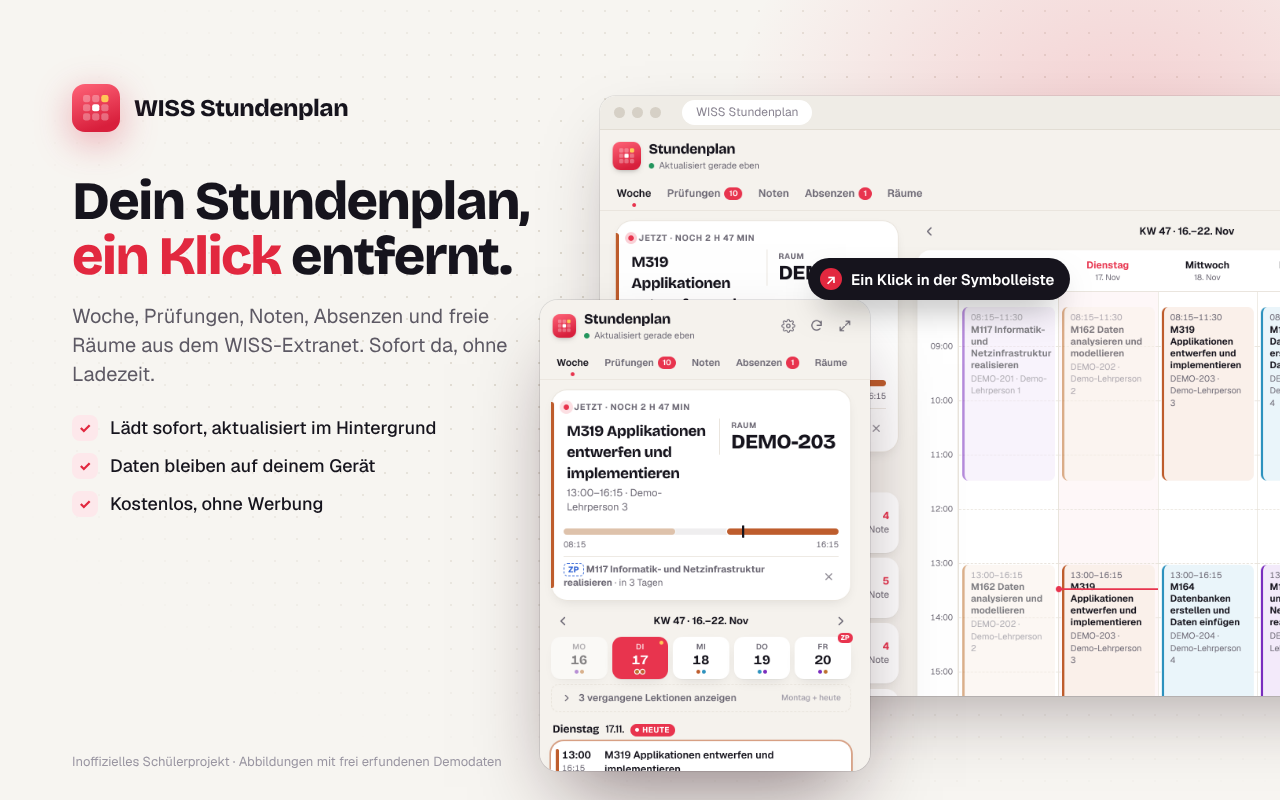 WISS Stundenplan
Dein Stundenplan,
ein Klick entfernt.
Woche, Prüfungen, Noten, Absenzen und freie
Räume aus dem WISS-Extranet. Sofort da, ohne
Ladezeit.
Lädt sofort, aktualisiert im Hintergrund
Daten bleiben auf deinem Gerät
Kostenlos, ohne Werbung
Inoffizielles Schülerprojekt · Abbildungen mit frei erfundenen Demodaten
WISS Stundenplan
Stundenplan
Aktualisiert gerade eben
Woche Prüfungen 10 Noten Absenzen 1 Räume
JETZT · NOCH 2 H 47 MIN
M319
Applikationen
RAUM
Ein Klick in der Symbolleiste
16:15
4
Note
5
Note
4
Note
KW 47 · 16.–22. Nov
Dienstag
17. Nov
Mittwoch
18. Nov
09:00
10:00
11:00
12:00
13:00
14:00
15:00
08:15–11:30
M117 Informatik-
und
Netzinfrastruktur
realisieren
DEMO-201 · Demo-
Lehrperson 1
13:00–16:15
M162 Daten
analysieren und
modellieren
DEMO-202 ·
Demo-Lehrperson
2
08:15–11:30
M162 Daten
analysieren und
modellieren
DEMO-202 ·
Demo-Lehrperson
2
13:00–16:15
M319
Applikationen
entwerfen und
implementieren
DEMO-203 ·
Demo-Lehrperson
3
08:15–11:30
M319
Applikationen
entwerfen und
implementieren
DEMO-203 ·
Demo-Lehrperson
3
13:00–16:15
M164
Datenbanken
erstellen und
Daten einfügen
DEMO-204 ·
Demo-Lehrperson
4
Stundenplan
Aktualisiert gerade eben
Woche Prüfungen 10 Noten Absenzen 1 Räume
JETZT · NOCH 2 H 47 MIN
M319 Applikationen
entwerfen und
implementieren
RAUM
DEMO-203
13:00–16:15 · Demo-
Lehrperson 3
08:15 16:15
ZP M117 Informatik- und Netzinfrastruktur
realisieren · in 3 Tagen
KW 47 · 16.–22. Nov
MO DI MI DO FR ZP
16 17 18 19 20
3 vergangene Lektionen anzeigen Montag + heute
Dienstag 17.11. HEUTE
13:00 M319 Applikationen entwerfen und
16:15 implementieren